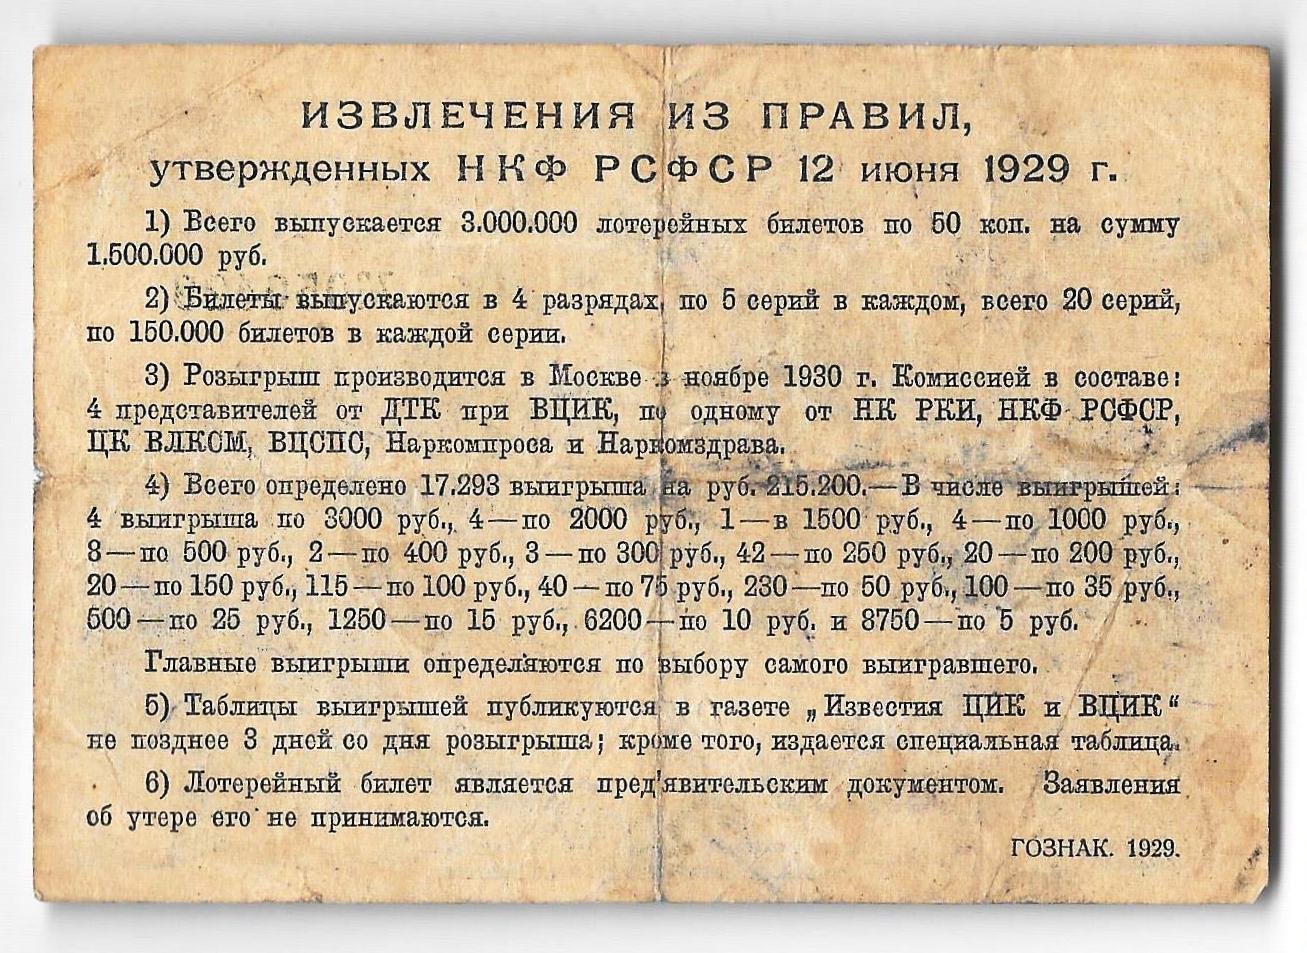 ИЗВЛЕЧЕНИЯ ИЗ ПРАВИЛ,
утвержденных НКФ РСФСР 12 июня 1929 г.
1) Всего выпускается 3.000.000 лотерейных билетов по 50 коп. на сумму
1.500.000 руб.
2) Билеты выпускаются в 4 разрядах, по 5 серий в каждом, всего 20 серий,
по 150.000 билетов в каждой серии.
3) Розыгрыш производится в Москве в ноябре 1930 г. Комиссией в составе:
4 представителей от ДТК при ВЦИК, по одному от НК РКИ, НКФ РСФСР,
ЦК ВЛКСМ, ВЦСПС, Наркомпроса и Наркомздрава.
4) Всего определено 17.293 выигрыша на руб. 215.200.—В числе выигрышей:
4 выигрыша по 3000 руб., 4—по 2000 руб., 1—в 1500 руб., 4—по 1000 руб.,
8—по 500 руб., 2—по 400 руб., 3—по 300 руб., 42—по 250 руб., 20—по 200 руб.,
20—по 150 руб., 115—по 100 руб., 40—по 75 руб., 230—по 50 руб., 100—по 35 руб.,
500—по 25 руб., 1250—по 15 руб., 6200—по 10 руб. и 8750—по 5 руб.
Главные выигрыши определяются по выбору самого выигравшего.
5) Таблицы выигрышей публикуются в газете „Известия ЦИК и ВЦИК“
не позднее 3 дней со дня розыгрыша; кроме того, издается специальная таблица.
6) Лотерейный билет является пред'явительским документом. Заявления
об утере его не принимаются.
ГОЗНАК. 1929.